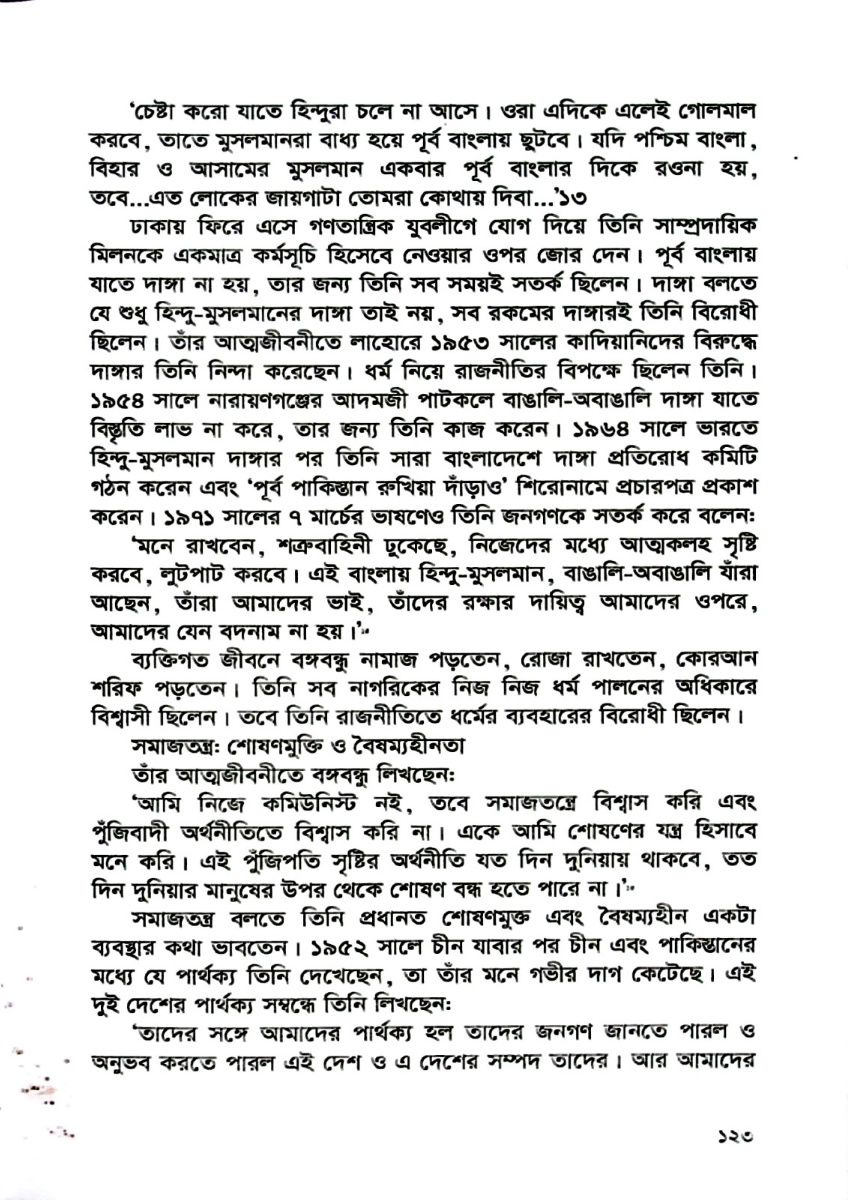 ‘চেষ্টা করো যাতে হিন্দুরা চলে না আসে। ওরা এদিকে এলেই গোলমাল
করবে, তাতে মুসলমানরা বাধ্য হয়ে পূর্ব বাংলায় ছুটবে। যদি পশ্চিম বাংলা,
বিহার ও আসামের মুসলমান একবার পূর্ব বাংলার দিকে রওনা হয়,
তবে...এত লোকের জায়গাটা তোমরা কোথায় দিবা...’১৩
ঢাকায় ফিরে এসে গণতান্ত্রিক যুবলীগে যোগ দিয়ে তিনি সাম্প্রদায়িক
মিলনকে একমাত্র কর্মসূচি হিসেবে নেওয়ার ওপর জোর দেন। পূর্ব বাংলায়
যাতে দাঙ্গা না হয়, তার জন্য তিনি সব সময়ই সতর্ক ছিলেন। দাঙ্গা বলতে
যে শুধু হিন্দু-মুসলমানের দাঙ্গা তাই নয়, সব রকমের দাঙ্গারই তিনি বিরোধী
ছিলেন। তাঁর আত্মজীবনীতে লাহোরে ১৯৫৩ সালের কাদিয়ানিদের বিরুদ্ধে
দাঙ্গার তিনি নিন্দা করেছেন। ধর্ম নিয়ে রাজনীতির বিপক্ষে ছিলেন তিনি।
১৯৫৪ সালে নারায়ণগঞ্জের আদমজী পাটকলে বাঙালি-অবাঙালি দাঙ্গা যাতে
বিস্তৃতি লাভ না করে, তার জন্য তিনি কাজ করেন। ১৯৬৪ সালে ভারতে
হিন্দু-মুসলমান দাঙ্গার পর তিনি সারা বাংলাদেশে দাঙ্গা প্রতিরোধ কমিটি
গঠন করেন এবং ‘পূর্ব পাকিস্তান রুখিয়া দাঁড়াও’ শিরোনামে প্রচারপত্র প্রকাশ
করেন। ১৯৭১ সালের ৭ মার্চের ভাষণেও তিনি জনগণকে সতর্ক করে বলেন:
‘মনে রাখবেন, শত্রুবাহিনী ঢুকেছে, নিজেদের মধ্যে আত্মকলহ সৃষ্টি
করবে, লুটপাট করবে। এই বাংলায় হিন্দু-মুসলমান, বাঙালি-অবাঙালি যাঁরা
আছেন, তাঁরা আমাদের ভাই, তাঁদের রক্ষার দায়িত্ব আমাদের ওপরে,
আমাদের যেন বদনাম না হয়।’
ব্যক্তিগত জীবনে বঙ্গবন্ধু নামাজ পড়তেন, রোজা রাখতেন, কোরআন
শরিফ পড়তেন। তিনি সব নাগরিকের নিজ নিজ ধর্ম পালনের অধিকারে
বিশ্বাসী ছিলেন। তবে তিনি রাজনীতিতে ধর্মের ব্যবহারের বিরোধী ছিলেন।
সমাজতন্ত্র: শোষণমুক্তি ও বৈষম্যহীনতা
তাঁর আত্মজীবনীতে বঙ্গবন্ধু লিখছেন:
‘আমি নিজে কমিউনিস্ট নই, তবে সমাজতন্ত্রে বিশ্বাস করি এবং
পুঁজিবাদী অর্থনীতিতে বিশ্বাস করি না। একে আমি শোষণের যন্ত্র হিসাবে
মনে করি। এই পুঁজিপতি সৃষ্টির অর্থনীতি যত দিন দুনিয়ায় থাকবে, তত
দিন দুনিয়ার মানুষের উপর থেকে শোষণ বন্ধ হতে পারে না।’
সমাজতন্ত্র বলতে তিনি প্রধানত শোষণমুক্ত এবং বৈষম্যহীন একটা
ব্যবস্থার কথা ভাবতেন। ১৯৫২ সালে চীন যাবার পর চীন এবং পাকিস্তানের
মধ্যে যে পার্থক্য তিনি দেখেছেন, তা তাঁর মনে গভীর দাগ কেটেছে। এই
দুই দেশের পার্থক্য সম্বন্ধে তিনি লিখছেন:
‘তাদের সঙ্গে আমাদের পার্থক্য হল তাদের জনগণ জানতে পারল ও
অনুভব করতে পারল এই দেশ ও এ দেশের সম্পদ তাদের। আর আমাদের
১২৩